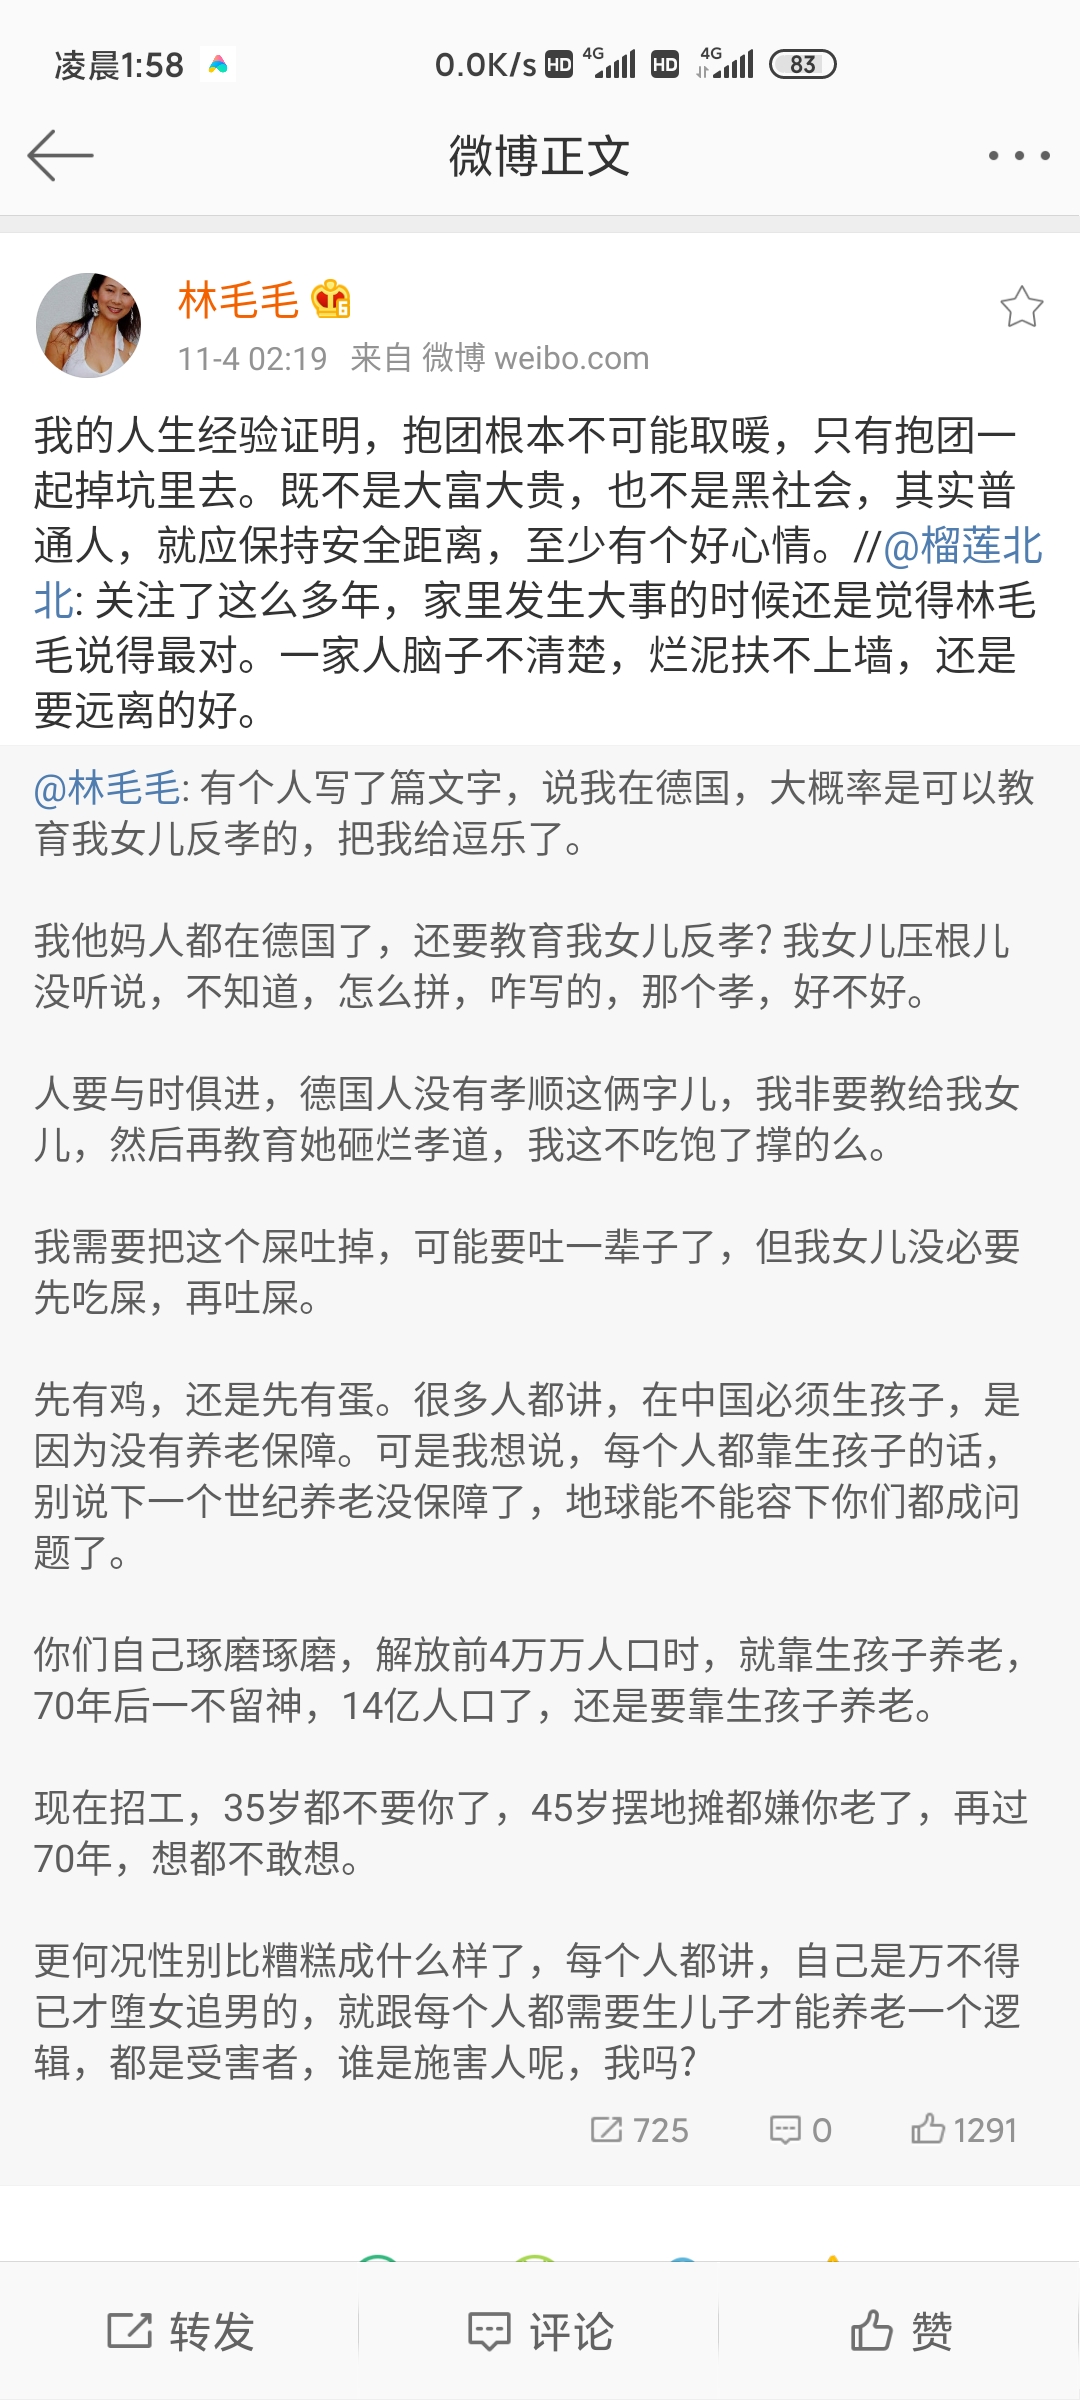 凌晨1:58
0.0K/s HD 4G HD 4G 83
微博正文
林毛毛 6
11-4 02:19 来自 微博 weibo.com
我的人生经验证明，抱团根本不可能取暖，只有抱团一
起掉坑里去。既不是大富大贵，也不是黑社会，其实普
通人，就应保持安全距离，至少有个好心情。//@榴莲北
北: 关注了这么多年，家里发生大事的时候还是觉得林毛
毛说得最对。一家人脑子不清楚，烂泥扶不上墙，还是
要远离的好。
@林毛毛: 有个人写了篇文字，说我在德国，大概率是可以教
育我女儿反孝的，把我给逗乐了。
我他妈人都在德国了，还要教育我女儿反孝? 我女儿压根儿
没听说，不知道，怎么拼，咋写的，那个孝，好不好。
人要与时俱进，德国人没有孝顺这俩字儿，我非要教给我女
儿，然后再教育她砸烂孝道，我这不吃饱了撑的么。
我需要把这个屎吐掉，可能要吐一辈子了，但我女儿没必要
先吃屎，再吐屎。
先有鸡，还是先有蛋。很多人都讲，在中国必须生孩子，是
因为没有养老保障。可是我想说，每个人都靠生孩子的话，
别说下一个世纪养老没保障了，地球能不能容下你们都成问
题了。
你们自己琢磨琢磨，解放前4万万人口时，就靠生孩子养老，
70年后一不留神，14亿人口了，还是要靠生孩子养老。
现在招工，35岁都不要你了，45岁摆地摊都嫌你老了，再过
70年，想都不敢想。
更何况性别比糟糕成什么样了，每个人都讲，自己是万不得
已才堕女追男的，就跟每个人都需要生儿子才能养老一个逻
辑，都是受害者，谁是施害人呢，我吗?
725 0 1291
转发 评论 赞